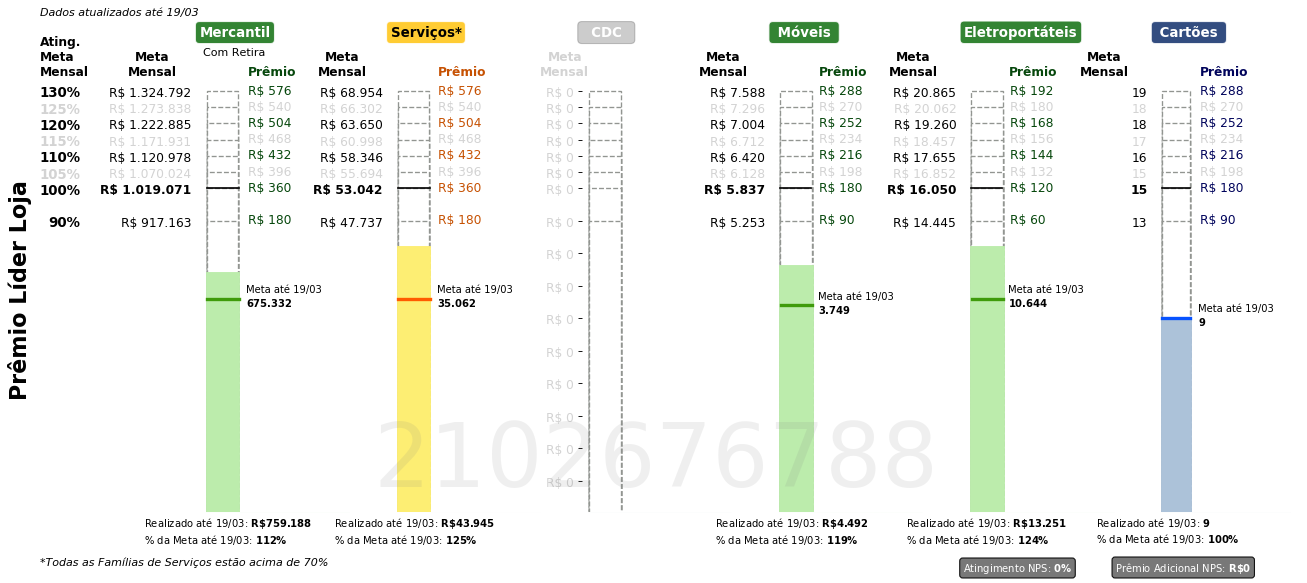 Dados atualizados até 19/03
Mercantil
Serviços*
CDC
Móveis
Eletroportáteis
Cartões
Com Retira
Ating.
Meta
Mensal
Meta
Mensal
Prêmio
Meta
Mensal
Prêmio
Meta
Mensal
Meta
Mensal
Prêmio
Meta
Mensal
Prêmio
Meta
Mensal
Prêmio
130% R$ 1.324.792 R$ 576 R$ 68.954 R$ 576 R$ 0 R$ 7.588 R$ 288 R$ 20.865 R$ 192 19 R$ 288
125% R$ 1.273.838 R$ 540 R$ 66.302 R$ 540 R$ 0 R$ 7.296 R$ 270 R$ 20.062 R$ 180 18 R$ 270
120% R$ 1.222.885 R$ 504 R$ 63.650 R$ 504 R$ 0 R$ 7.004 R$ 252 R$ 19.260 R$ 168 18 R$ 252
115% R$ 1.171.931 R$ 468 R$ 60.998 R$ 468 R$ 0 R$ 6.712 R$ 234 R$ 18.457 R$ 156 17 R$ 234
110% R$ 1.120.978 R$ 432 R$ 58.346 R$ 432 R$ 0 R$ 6.420 R$ 216 R$ 17.655 R$ 144 16 R$ 216
105% R$ 1.070.024 R$ 396 R$ 55.694 R$ 396 R$ 0 R$ 6.128 R$ 198 R$ 16.852 R$ 132 15 R$ 198
100% R$ 1.019.071 R$ 360 R$ 53.042 R$ 360 R$ 0 R$ 5.837 R$ 180 R$ 16.050 R$ 120 15 R$ 180
90% R$ 917.163 R$ 180 R$ 47.737 R$ 180 R$ 0 R$ 5.253 R$ 90 R$ 14.445 R$ 60 13 R$ 90
R$ 0
R$ 0
R$ 0
R$ 0
R$ 0
R$ 0
R$ 0
R$ 0
Prêmio Líder Loja
Meta até 19/03
675.332
Meta até 19/03
35.062
Meta até 19/03
3.749
Meta até 19/03
10.644
Meta até 19/03
9
2102676788
Realizado até 19/03: R$759.188
% da Meta até 19/03: 112%
Realizado até 19/03: R$43.945
% da Meta até 19/03: 125%
Realizado até 19/03: R$4.492
% da Meta até 19/03: 119%
Realizado até 19/03: R$13.251
% da Meta até 19/03: 124%
Realizado até 19/03: 9
% da Meta até 19/03: 100%
*Todas as Famílias de Serviços estão acima de 70%
Atingimento NPS: 0%
Prêmio Adicional NPS: R$0